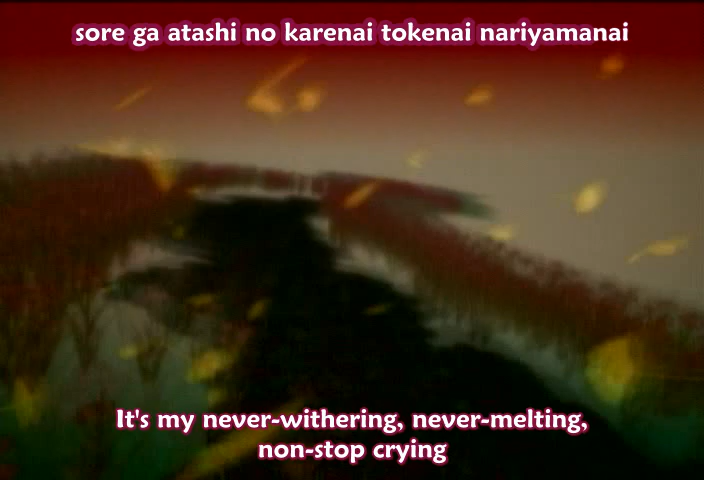 sore ga atashi no karenai tokenai nariyamanai
It's my never-withering, never-melting,
non-stop crying